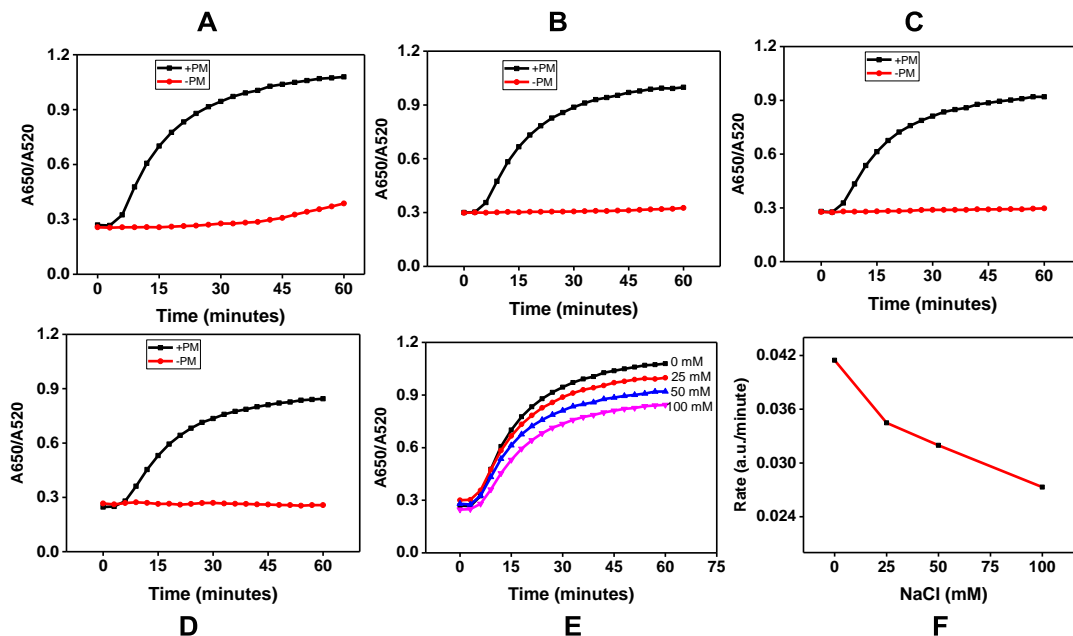 A
B
C
1.2
0.9
0.6
0.3
0.0
A650/A520
+PM
-PM
0 15 30 45 60
Time (minutes)
1.2
0.9
0.6
0.3
0.0
A650/A520
+PM
-PM
0 15 30 45 60
Time (minutes)
1.2
0.9
0.6
0.3
0.0
A650/A520
+PM
-PM
0 15 30 45 60
Time (minutes)
1.2
0.9
0.6
0.3
0.0
A650/A520
+PM
-PM
0 15 30 45 60
Time (minutes)
1.2
0.9
0.6
0.3
0.0
A650/A520
0 mM
25 mM
50 mM
100 mM
0 15 30 45 60 75
Time (minutes)
0.042
0.036
0.030
0.024
Rate (a.u./minute)
0 25 50 75 100
NaCl (mM)
D
E
F